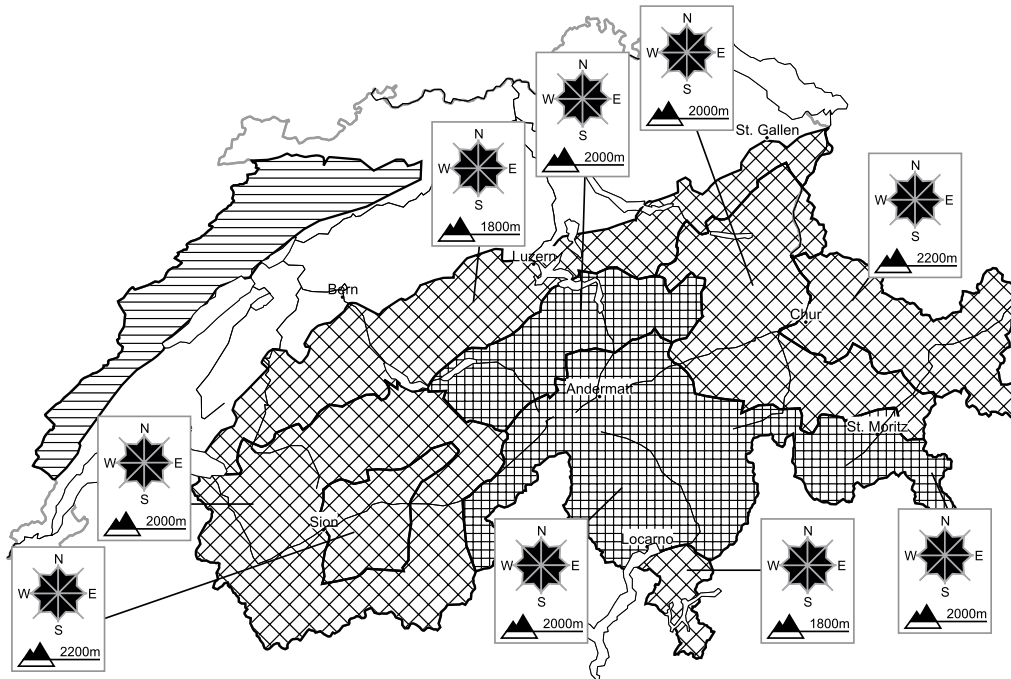 N
W E
S
2000m
N
W E
S
2000m
St. Gallen
N
W E
S
1800m
N
W E
S
2200m
Luzern
Bern
Chur
Andermatt
St. Moritz
N
W E
S
2000m
Sion
Locarno
N
W E
S
2200m
N
W E
S
2000m
N
W E
S
1800m
N
W E
S
2000m